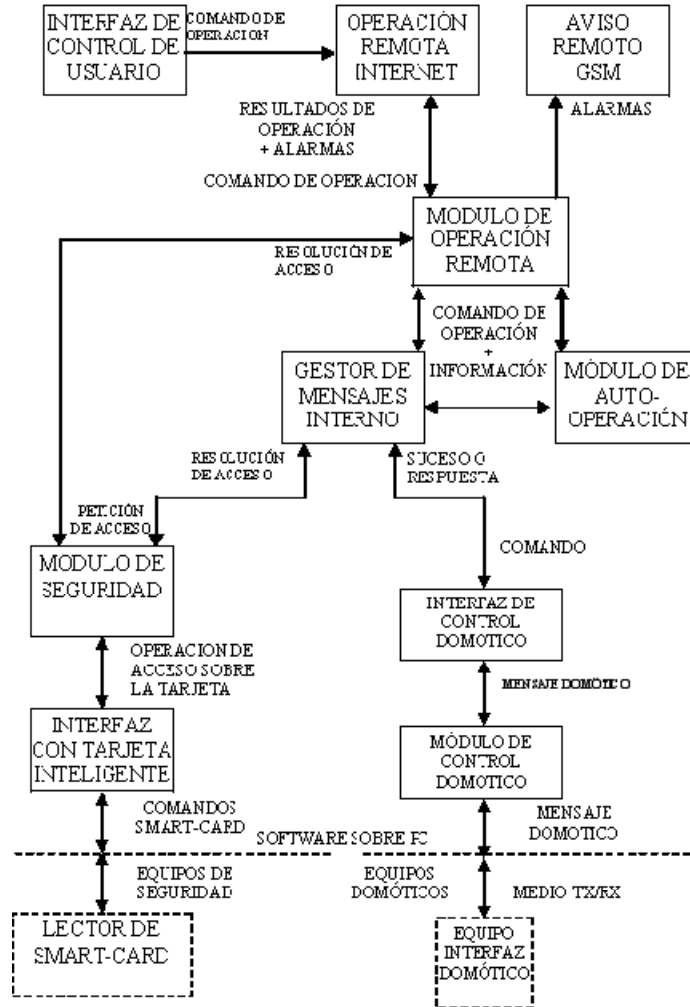 INTERFAZ DE
CONTROL DE
USUARIO
COMANDO DE
OPERACION
OPERACIÓN
REMOTA
INTERNET
AVISO
REMOTO
GSM
RESULTADOS DE
OPERACIÓN
+ ALARMAS
ALARMAS
COMANDO DE OPERACION
MODULO DE
OPERACIÓN
REMOTA
RESOLUCIÓN DE
ACCESO
COMANDO DE
OPERACIÓN
+
INFORMACIÓN
GESTOR DE
MENSAJES
INTERNO
MÓDULO DE
AUTO-
OPERACIÓN
RESOLUCIÓN
DE ACCESO
SUCESO O
RESPUESTA
PETICIÓN
DE ACCESO
COMANDO
MODULO DE
SEGURIDAD
INTERFAZ DE
CONTROL
DOMOTICO
OPERACION DE
ACCESO SOBRE
LA TARJETA
MENSAJE DOMÓTICO
INTERFAZ
CON TARJETA
INTELIGENTE
MÓDULO DE
CONTROL
DOMOTICO
COMANDOS
SMART-CARD
MENSAJE
DOMOTICO
SOFTWARE SOBRE PC
EQUIPOS DE
SEGURIDAD
EQUIPOS
DOMÓTICOS
MEDIO TX/RX
LECTOR DE
SMART-CARD
EQUIPO
INTERFAZ
DOMÓTICO